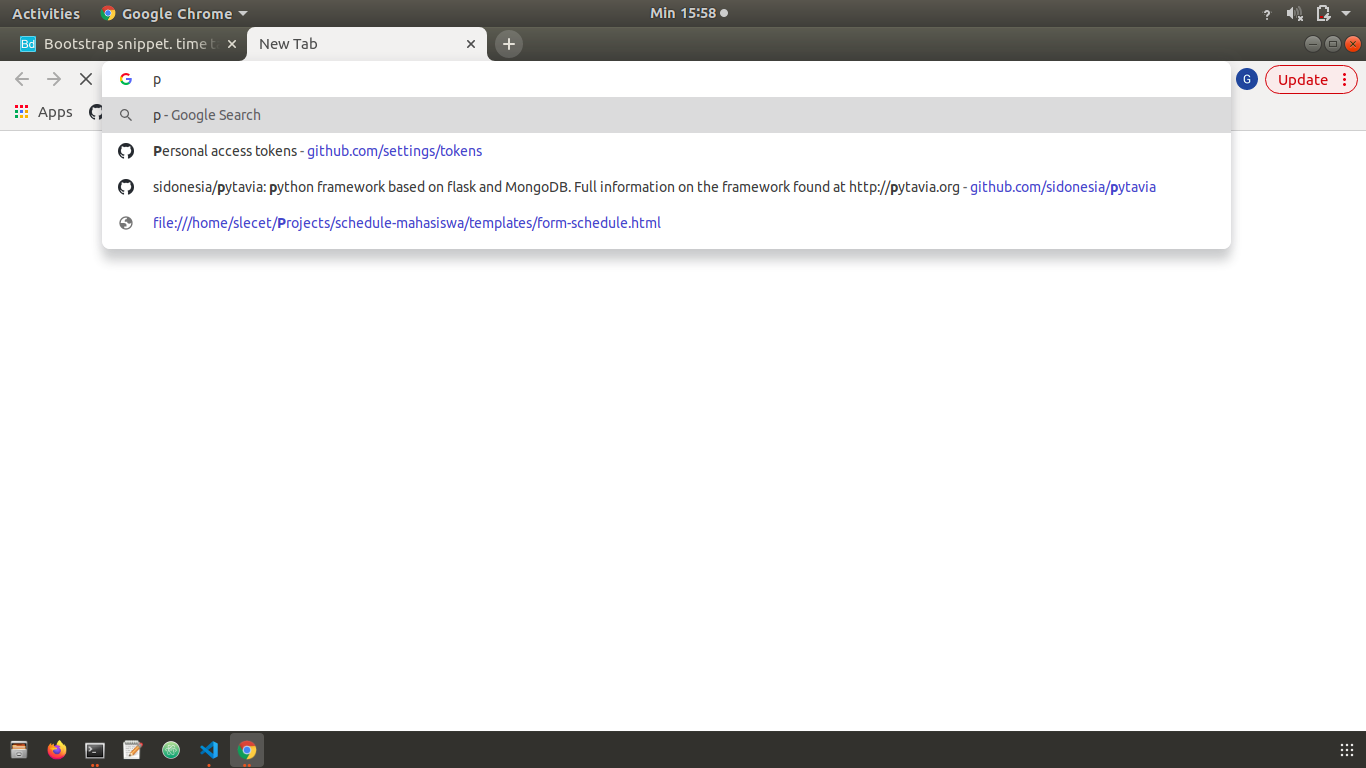 Activities Google Chrome Min 15:58
Bd Bootstrap snippet. time t New Tab
p G Update
p - Google Search
Apps
Personal access tokens - github.com/settings/tokens
sidonesia/pytavia: python framework based on flask and MongoDB. Full information on the framework found at http://pytavia.org - github.com/sidonesia/pytavia
file:///home/slecet/Projects/schedule-mahasiswa/templates/form-schedule.html